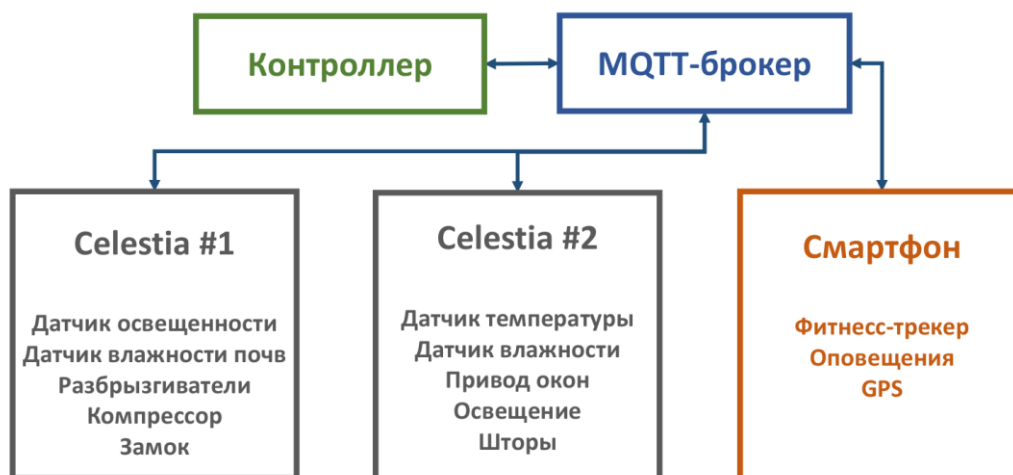 Контроллер
MQTT-брокер
Celestia #1
Датчик освещенности
Датчик влажности почв
Разбрызгиватели
Компрессор
Замок
Celestia #2
Датчик температуры
Датчик влажности
Привод окон
Освещение
Шторы
Смартфон
Фитнесс-трекер
Оповещения
GPS